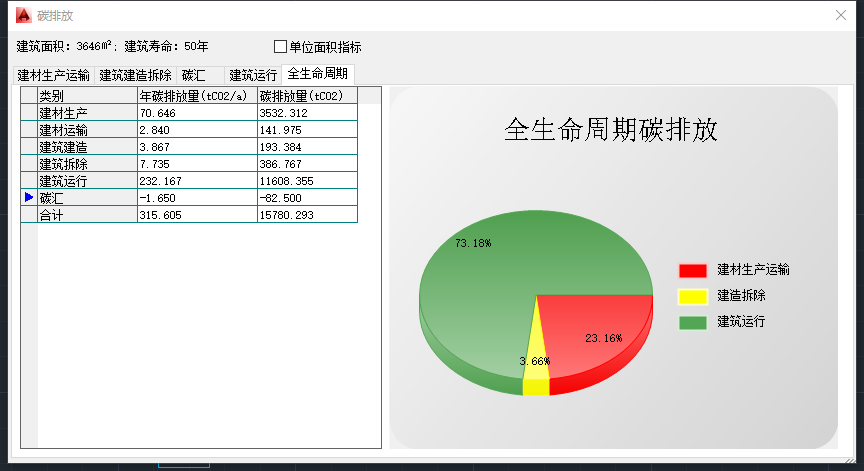 碳排放
建筑面积: 3646m²; 建筑寿命: 50年 单位面积指标
建材生产运输 建筑建造拆除 碳汇 建筑运行 全生命周期
类别 年碳排放量(tCO2/a) 碳排放量(tCO2)
建材生产 70.646 3532.312
建材运输 2.840 141.975
建筑建造 3.867 193.384
建筑拆除 7.735 386.767
建筑运行 232.167 11608.355
碳汇 -1.650 -82.500
合计 315.605 15780.293
全生命周期碳排放
73.18%
23.16%
3.66%
建材生产运输
建造拆除
建筑运行